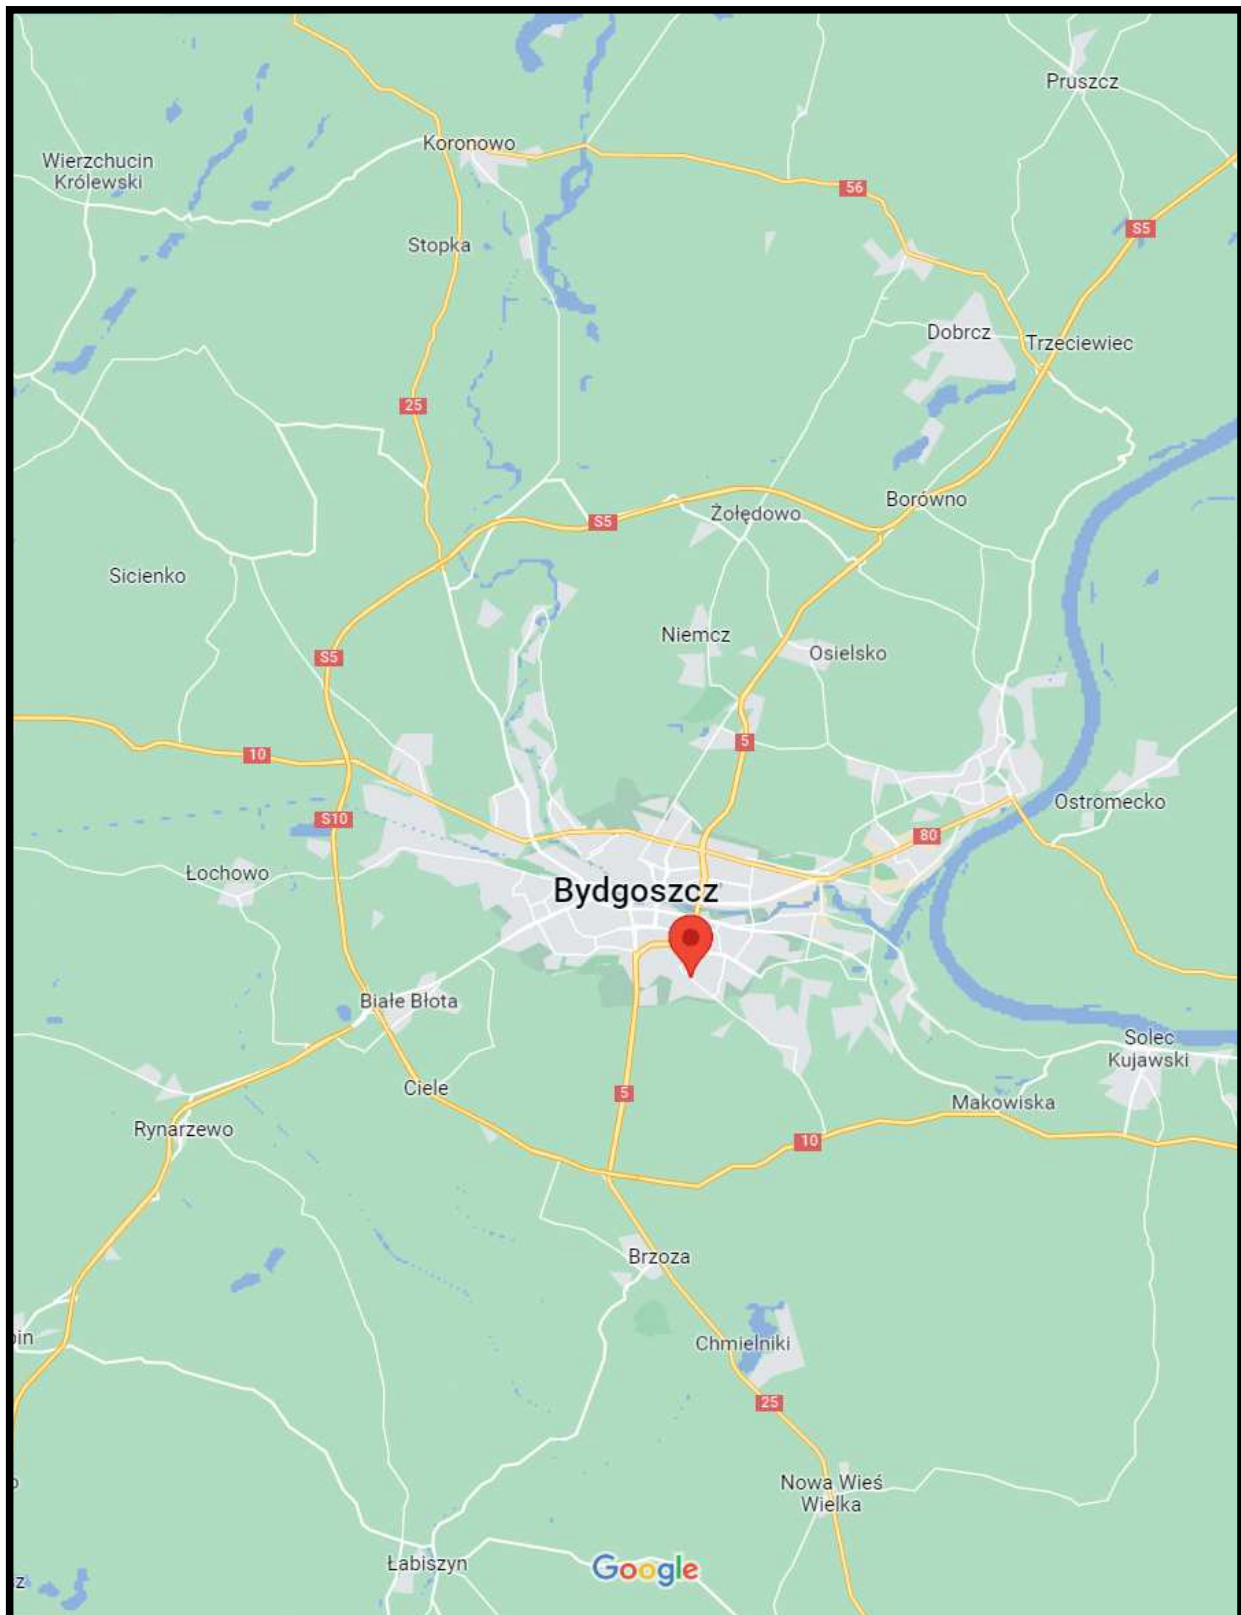 Pruszcz
Koronowo
Wierzchucin
Królewski
56
S5
Stopka
Dobrcz
Trzeciewiec
25
Borówno
Żołędowo
S5
Sicienko
Niemcz
Osielsko
S5
5
10
Ostromecko
S10
80
Łochowo
Bydgoszcz
Białe Błota
Solec
Kujawski
Ciele
5
Makowiska
Rynarzewo
10
Brzoza
in
Chmielniki
25
Nowa Wieś
Wielka
Łabiszyn
Google
z